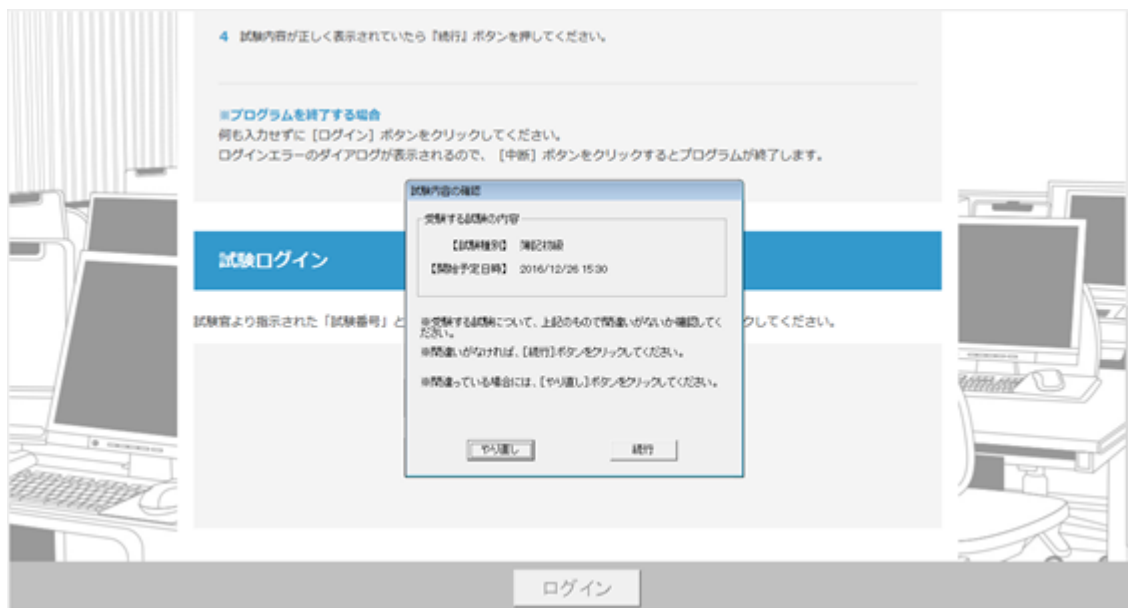 4 試験内容が正しく表示されていたら『続行』ボタンを押してください。
※プログラムを終了する場合
何も入力せずに［ログイン］ボタンをクリックしてください。
ログインエラーのダイアログが表示されるので、［中断］ボタンをクリックするとプログラムが終了します。
試験内容の確認
受験する試験の内容
【試験種別】 簿記初級
【開始予定日時】 2016/12/26 15:30
試験ログイン
試験官より指示された「試験番号」と
クしてください。
※受験する試験について、上記のもので間違いがないか確認してく
ださい。
※間違いがなければ、［続行］ボタンをクリックしてください。
※間違っている場合には、［やり直し］ボタンをクリックしてください。
やり直し
続行
ログイン